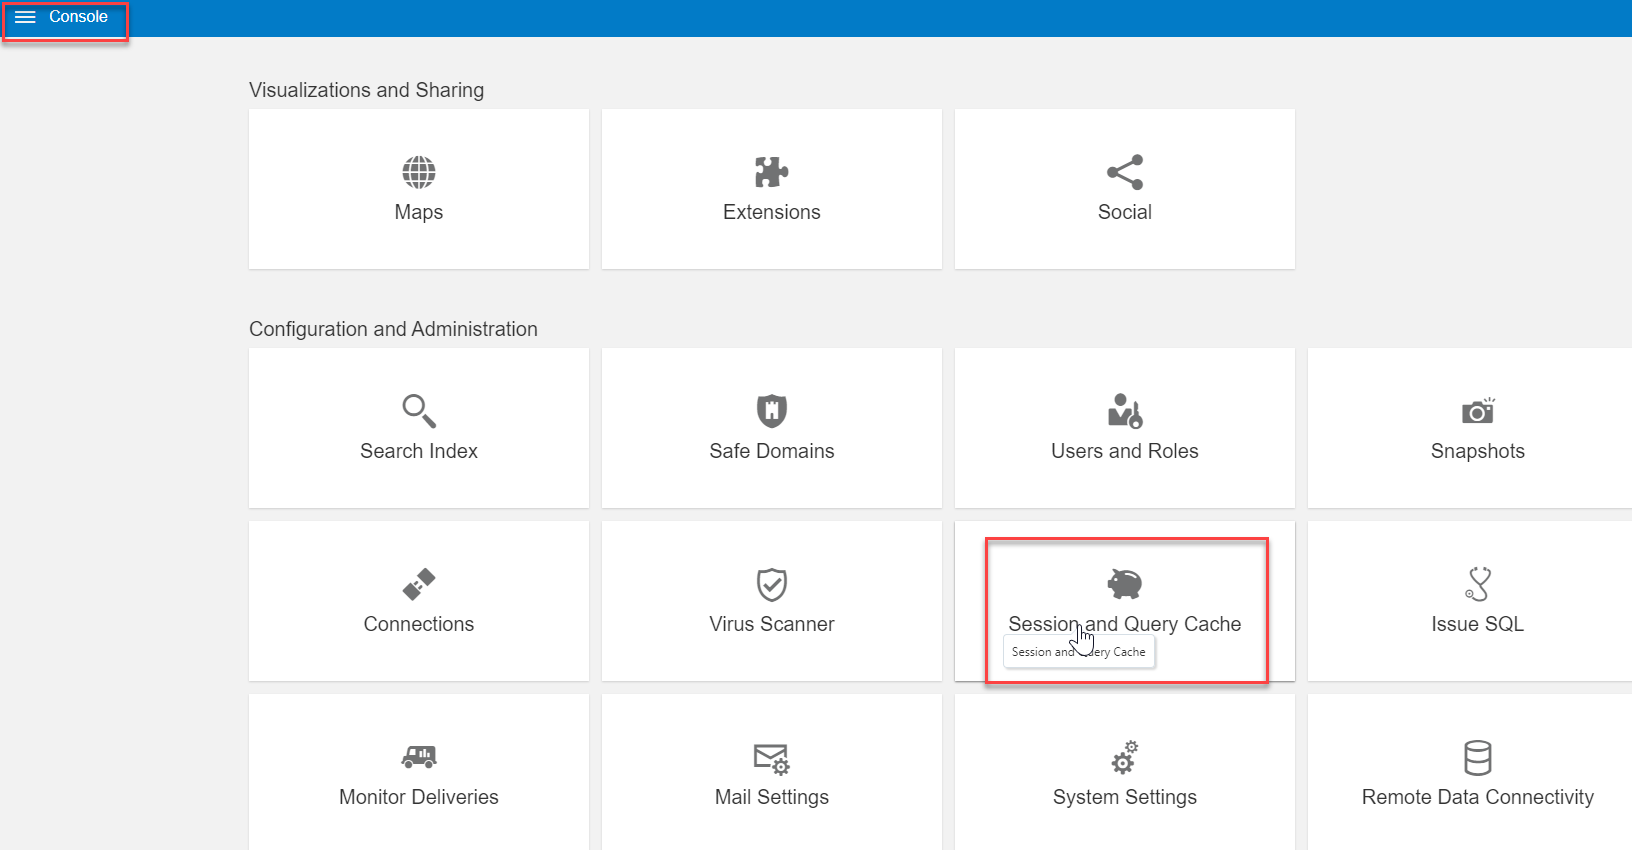 Console
Visualizations and Sharing
Maps
Extensions
Social
Configuration and Administration
Search Index
Safe Domains
Users and Roles
Snapshots
Connections
Virus Scanner
Session and Query Cache
Issue SQL
Session and Query Cache
Monitor Deliveries
Mail Settings
System Settings
Remote Data Connectivity